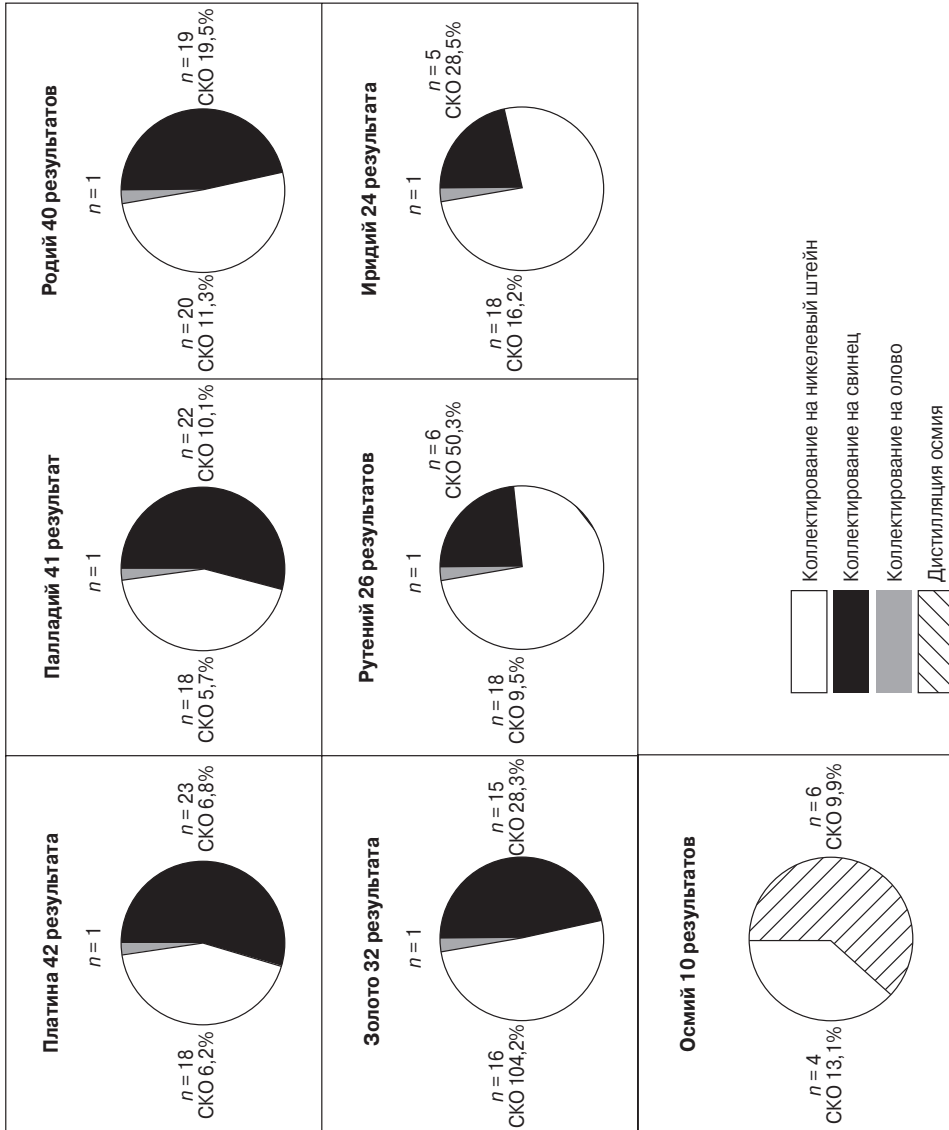 Платина 42 результата
n = 1
n = 18
СКО 6,2%
n = 23
СКО 6,8%
Палладий 41 результат
n = 1
n = 18
СКО 5,7%
n = 22
СКО 10,1%
Родий 40 результатов
n = 1
n = 20
СКО 11,3%
n = 19
СКО 19,5%
Золото 32 результата
n = 1
n = 16
СКО 104,2%
n = 15
СКО 28,3%
Рутений 26 результатов
n = 1
n = 18
СКО 9,5%
n = 6
СКО 50,3%
Иридий 24 результата
n = 1
n = 18
СКО 16,2%
n = 5
СКО 28,5%
Осмий 10 результатов
n = 4
СКО 13,1%
n = 6
СКО 9,9%
Коллектирование на никелевый штейн
Коллектирование на свинец
Коллектирование на олово
Дистилляция осмия